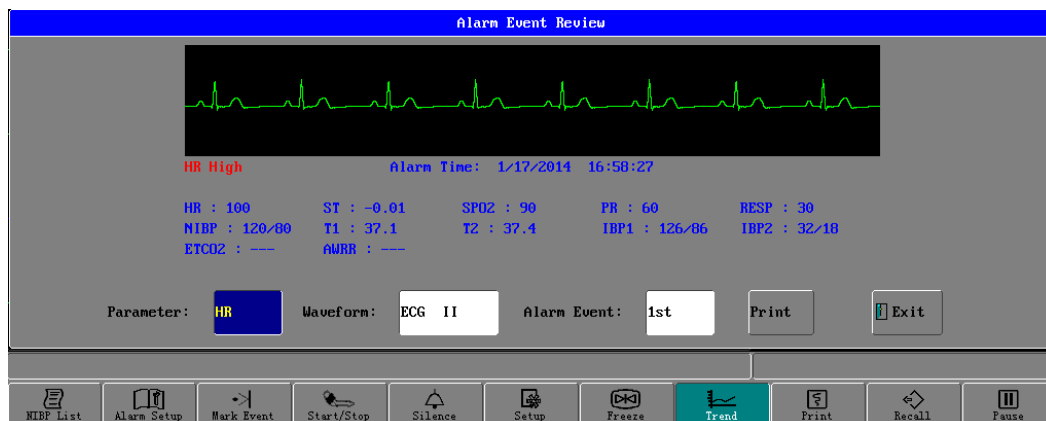 Alarm Event Review
HR High Alarm Time: 1/17/2014 16:58:27
HR : 100 ST : -0.01 SPO2 : 90 PR : 60 RESP : 30
NIBP : 120/80 T1 : 37.1 T2 : 37.4 IBP1 : 126/86 IBP2 : 32/18
ETCO2 : --- AWRR : ---
Parameter: HR Waveform: ECG II Alarm Event: 1st Print Exit
NIBP List Alarm Setup Mark Event Start/Stop Silence Setup Freeze Trend Print Recall Pause